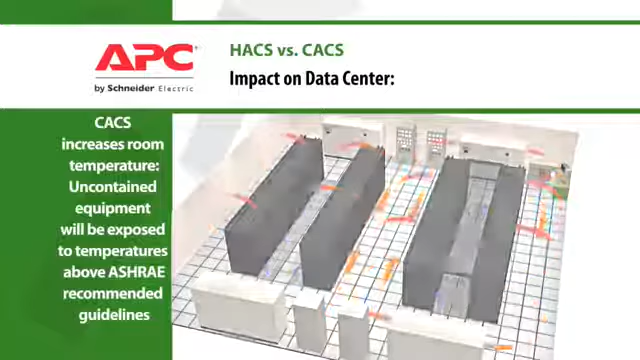 HACS vs. CACS
APC
by Schneider Electric
Impact on Data Center:
CACS
increases room
temperature:
Uncontained
equipment
will be exposed
to temperatures
above ASHRAE
recommended
guidelines